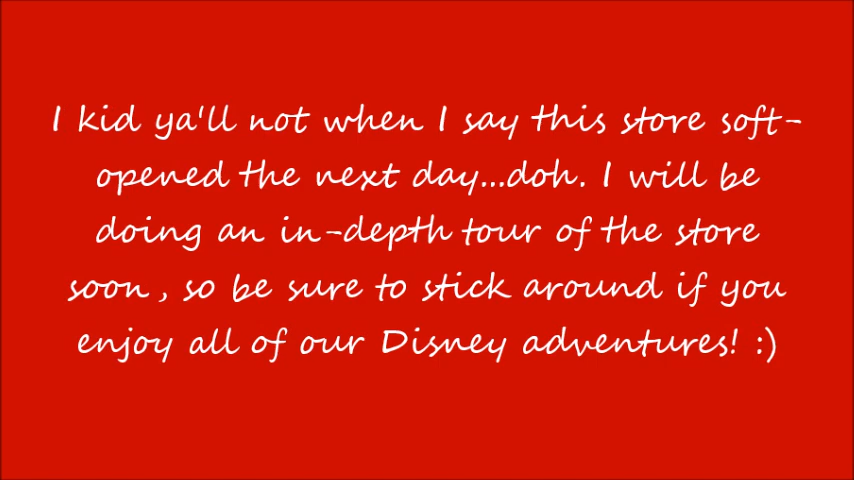 I kid ya'll not when I say this store soft-
opened the next day...doh. I will be
doing an in-depth tour of the store
soon , so be sure to stick around if you
enjoy all of our Disney adventures! :)